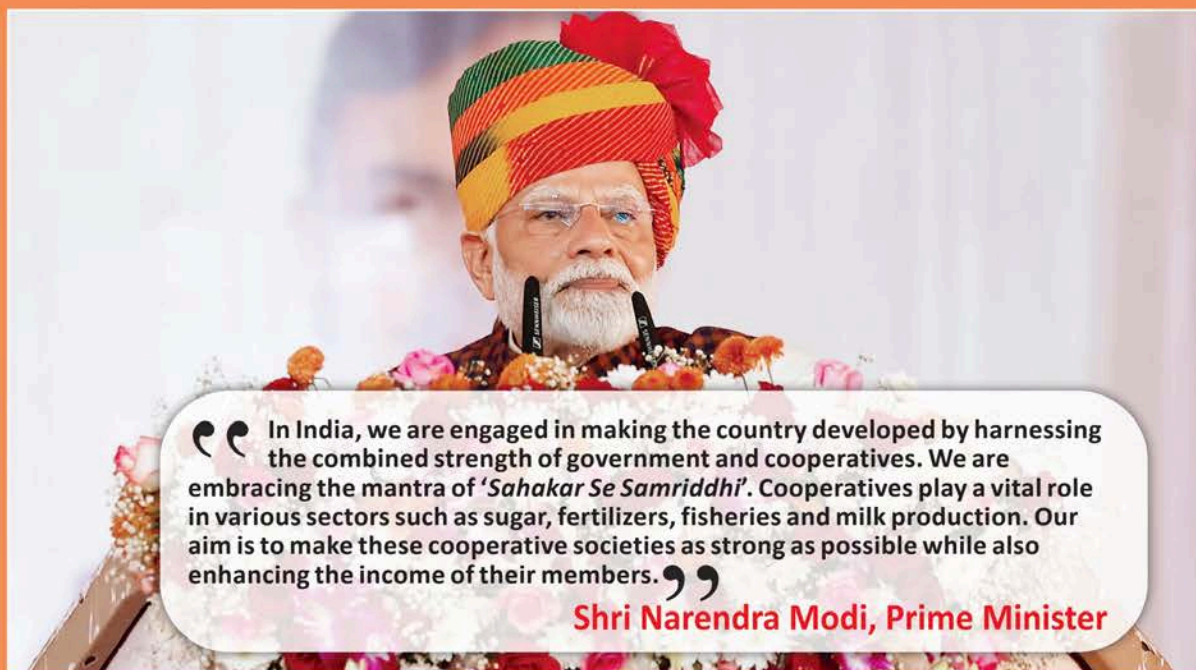 SENNHEISER
“ In India, we are engaged in making the country developed by harnessing
the combined strength of government and cooperatives. We are
embracing the mantra of ‘Sahakar Se Samriddhi’. Cooperatives play a vital role
in various sectors such as sugar, fertilizers, fisheries and milk production. Our
aim is to make these cooperative societies as strong as possible while also
enhancing the income of their members.”
Shri Narendra Modi, Prime Minister